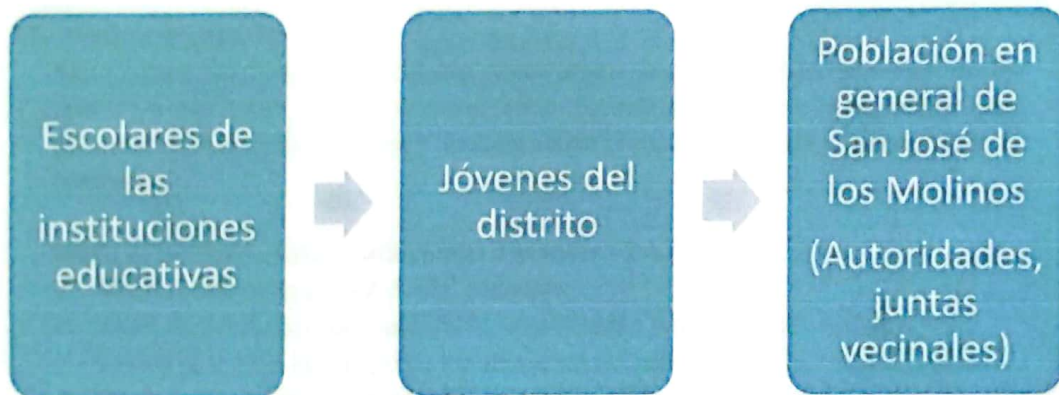 Escolares de
las
instituciones
educativas
Jóvenes del
distrito
Población en
general de
San José de
los Molinos
(Autoridades,
juntas
vecinales)